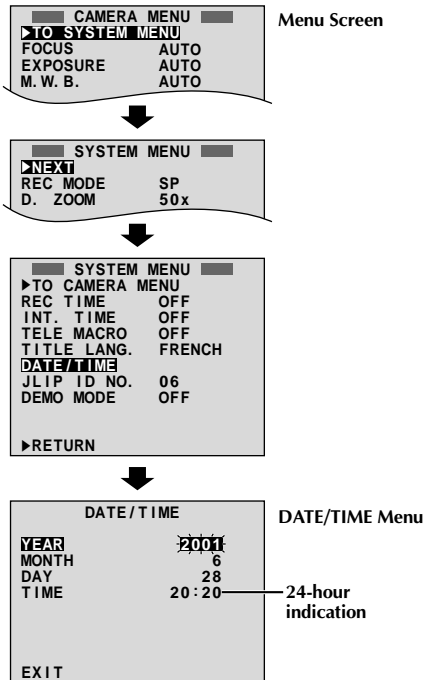 CAMERA MENU
Menu Screen
▶TO SYSTEM MENU
FOCUS AUTO
EXPOSURE AUTO
M. W. B. AUTO
SYSTEM MENU
▶NEXT
REC MODE SP
D. ZOOM 50x
SYSTEM MENU
▶TO CAMERA MENU
REC TIME OFF
INT. TIME OFF
TELE MACRO OFF
TITLE LANG. FRENCH
DATE/TIME
JLIP ID NO. 06
DEMO MODE OFF
▶RETURN
DATE/TIME
DATE/TIME Menu
YEAR 2001
MONTH 6
DAY 28
TIME 20:20
24-hour
indication
EXIT